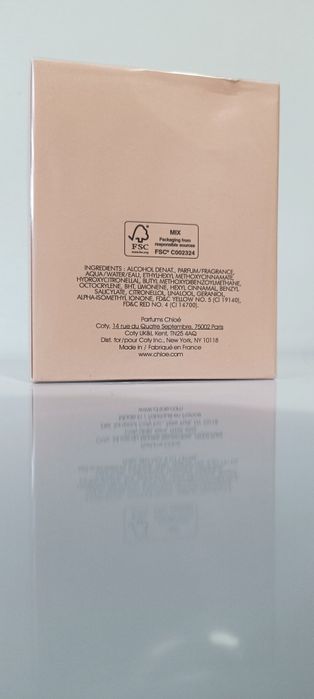 FSC
www.fsc.org
MIX
Packaging from
responsible sources
FSC® C002324
INGREDIENTS : ALCOHOL DENAT., PARFUM/FRAGRANCE,
AQUA/WATER/EAU, ETHYLHEXYL METHOXYCINNAMATE,
HYDROXYCITRONELLAL, BUTYL METHOXYDIBENZOYLMETHANE,
OCTOCRYLENE, BHT, LIMONENE, HEXYL CINNAMAL, BENZYL
SALICYLATE, CITRONELLOL, LINALOOL, GERANIOL,
ALPHA-ISOMETHYL IONONE, FD&C YELLOW NO. 5 (CI 19140),
FD&C RED NO. 4 (CI 14700).
Parfums Chloé
Coty, 14 rue du Quatre Septembre, 75002 Paris
Coty UK&I, Kent, TN25 4AQ
Dist. for/pour Coty Inc., New York, NY 10118
Made in / Fabriqué en France
www.chloe.com